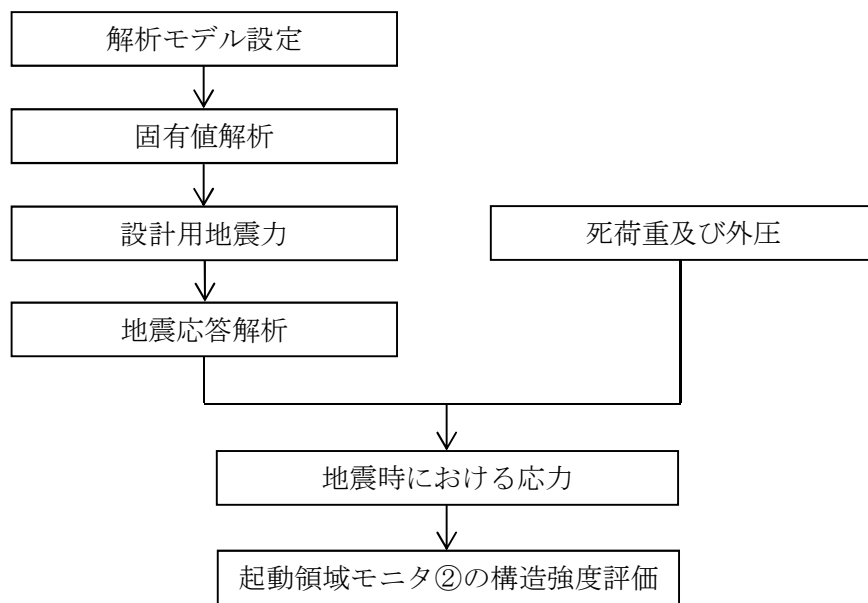 解析モデル設定
固有値解析
設計用地震力
死荷重及び外圧
地震応答解析
地震時における応力
起動領域モニタ②の構造強度評価